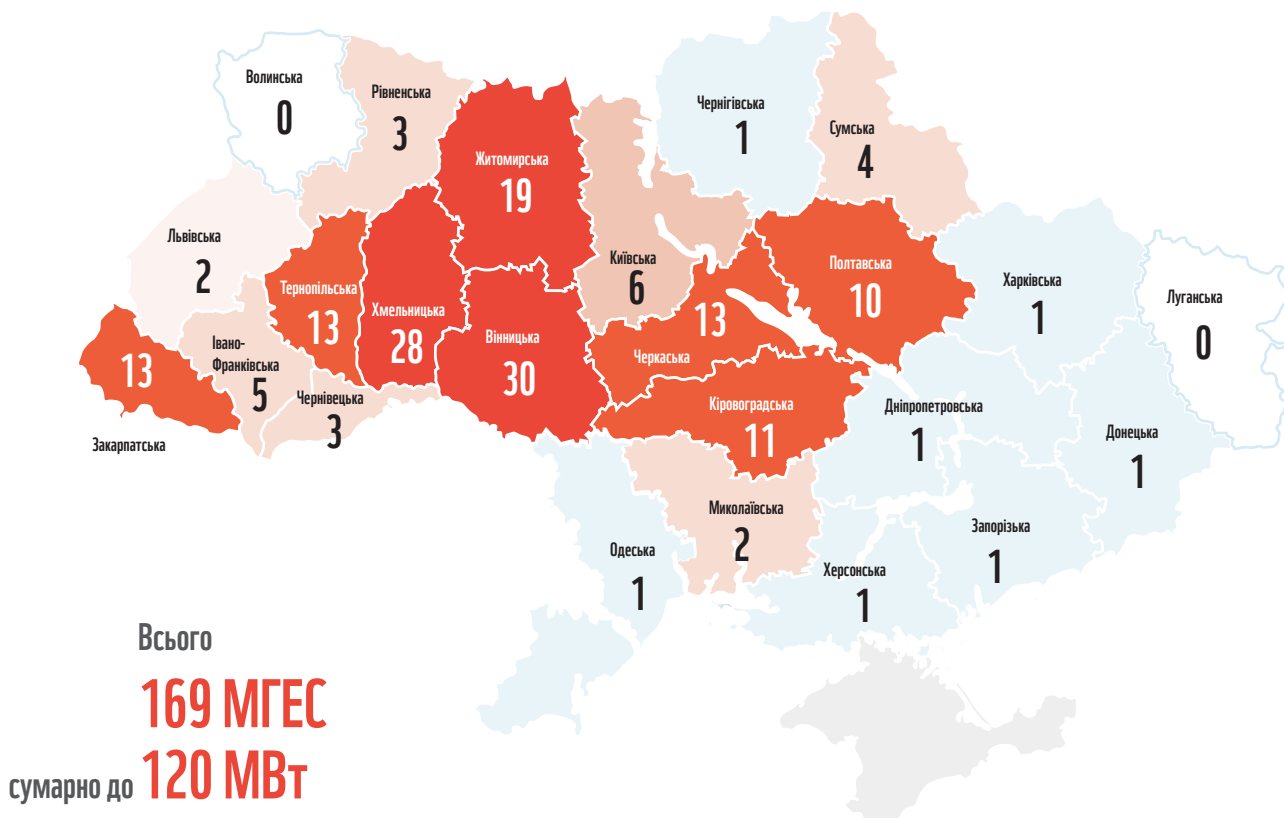 Волинська
0
Рівненська
3
Житомирська
19
Чернігівська
1
Сумська
4
Львівська
2
Тернопільська
13
Хмельницька
28
Вінницька
30
Київська
6
Черкаська
13
Полтавська
10
Харківська
1
Луганська
0
13
Закарпатська
Івано-
Франківська
5
Чернівецька
3
Кіровоградська
11
Дніпропетровська
1
Донецька
1
Миколаївська
2
Одеська
1
Херсонська
1
Запорізька
1
Всього
169 МГЕС
сумарно до 120 МВт